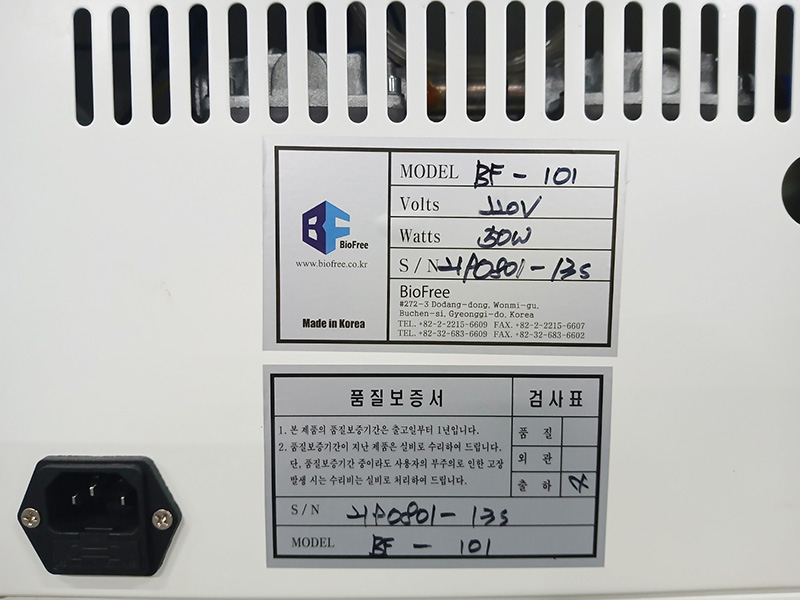 BF
BioFree
www.biofree.co.kr
Made in Korea
MODEL BF - 101
Volts 220V
Watts 50W
S/N
BioFree
#272-3 Dodang-dong, Wonmi-gu,
Buchen-si, Gyeonggi-do, Korea
TEL. +82-2-2215-6609 FAX. +82-2-2215-6607
TEL. +82-32-683-6609 FAX. +82-32-683-6602
품질보증서
1. 본 제품의 품질보증기간은 출고일부터 1년입니다.
2. 품질보증기간이 지난 제품은 실비로 수리하여 드립니다.
단, 품질보증기간 중이라도 사용자의 부주의로 인한 고장
발생 시는 수리비는 실비로 처리하여 드립니다.
검사표
품질
외관
출하
S/N
MODEL BF - 101